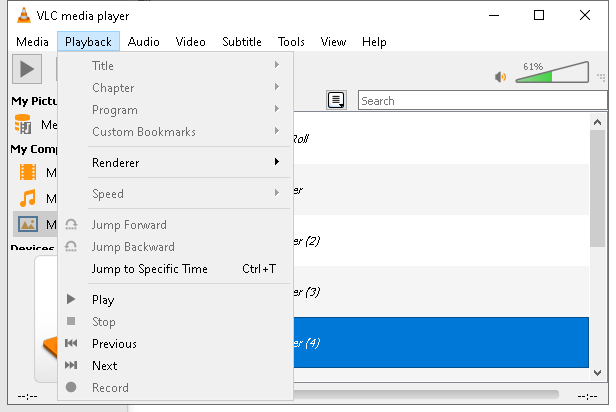 VLC media player
Media Playback Audio Video Subtitle Tools View Help
61%
Search
Title
Chapter
Program
Custom Bookmarks
Renderer
Speed
Jump Forward
Jump Backward
Jump to Specific Time Ctrl+T
Play
Stop
Previous
Next
Record
My Pictu
Me
My Comp
M
M
M
Devices
Roll
er
er (2)
er (3)
er (4)
--:--
--:--